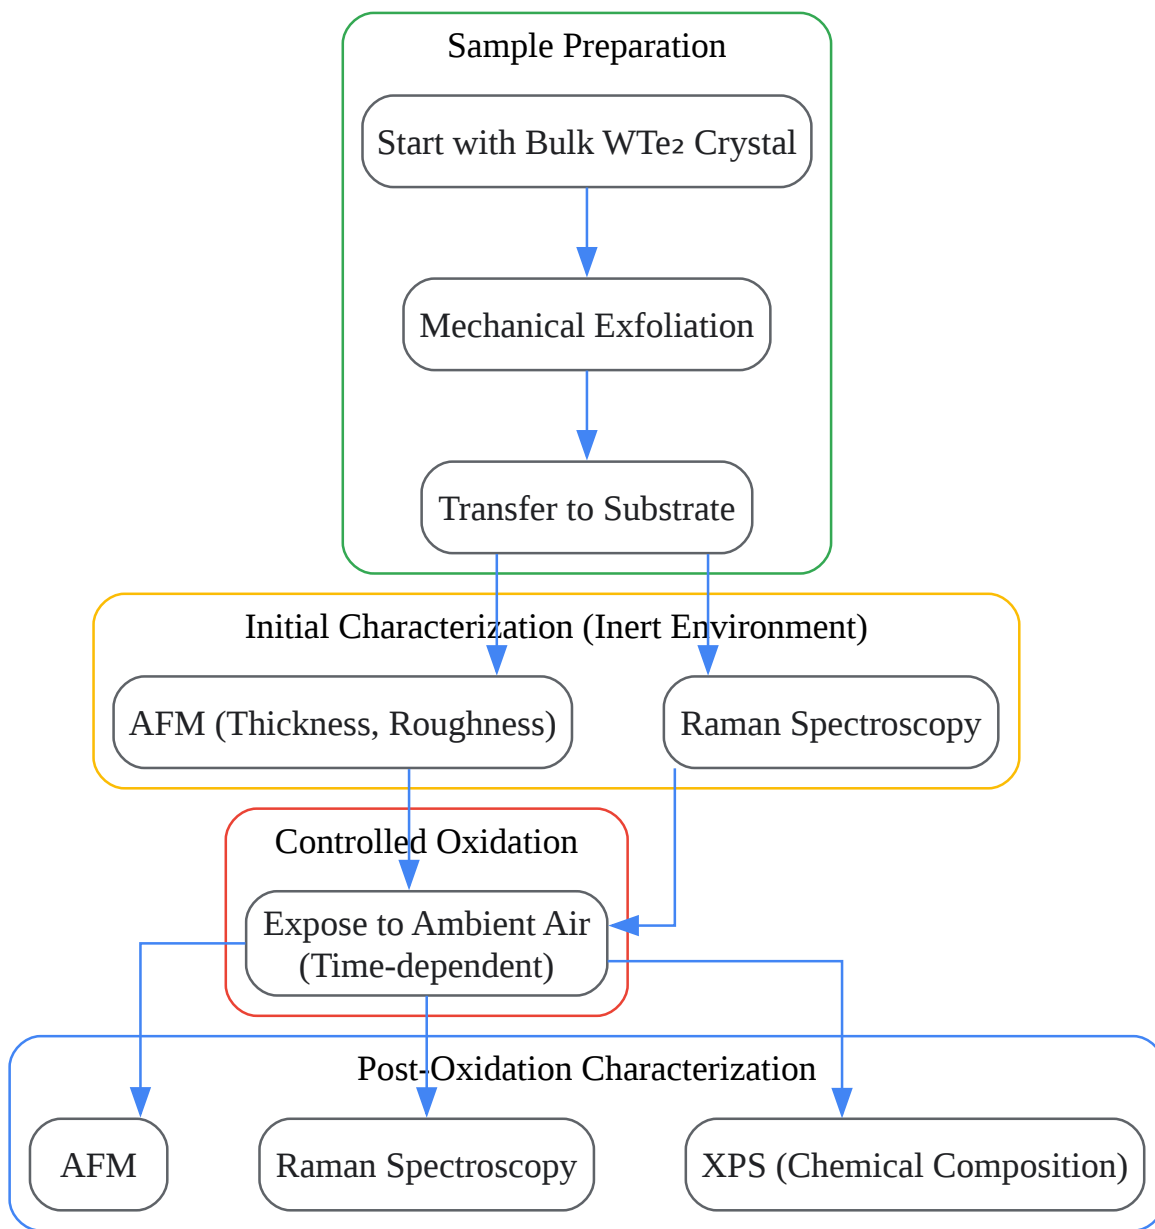 Sample Preparation
Start with Bulk WTe₂ Crystal
Mechanical Exfoliation
Transfer to Substrate
Initial Characterization (Inert Environment)
AFM (Thickness, Roughness)
Raman Spectroscopy
Controlled Oxidation
Expose to Ambient Air
(Time-dependent)
Post-Oxidation Characterization
AFM
Raman Spectroscopy
XPS (Chemical Composition)